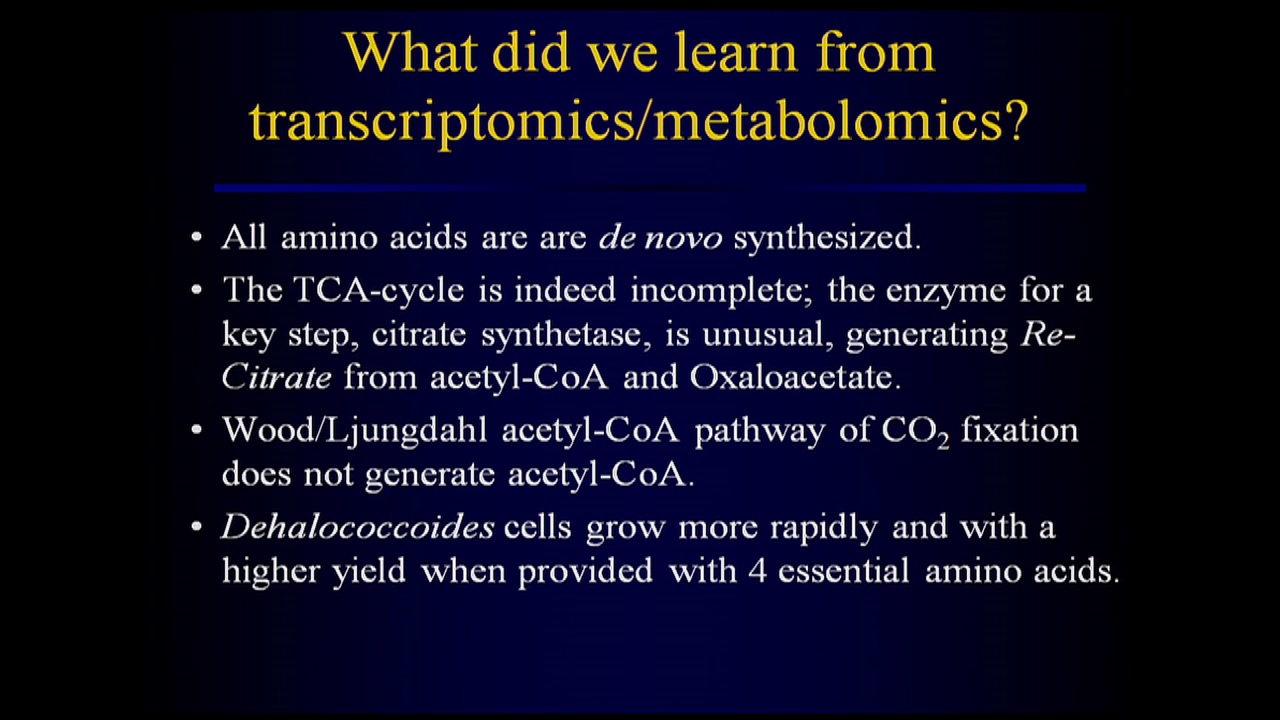 What did we learn from
transcriptomics/metabolomics?
• All amino acids are are de novo synthesized.
• The TCA-cycle is indeed incomplete; the enzyme for a
key step, citrate synthetase, is unusual, generating Re-
Citrate from acetyl-CoA and Oxaloacetate.
• Wood/Ljungdahl acetyl-CoA pathway of CO₂ fixation
does not generate acetyl-CoA.
• Dehalococcoides cells grow more rapidly and with a
higher yield when provided with 4 essential amino acids.